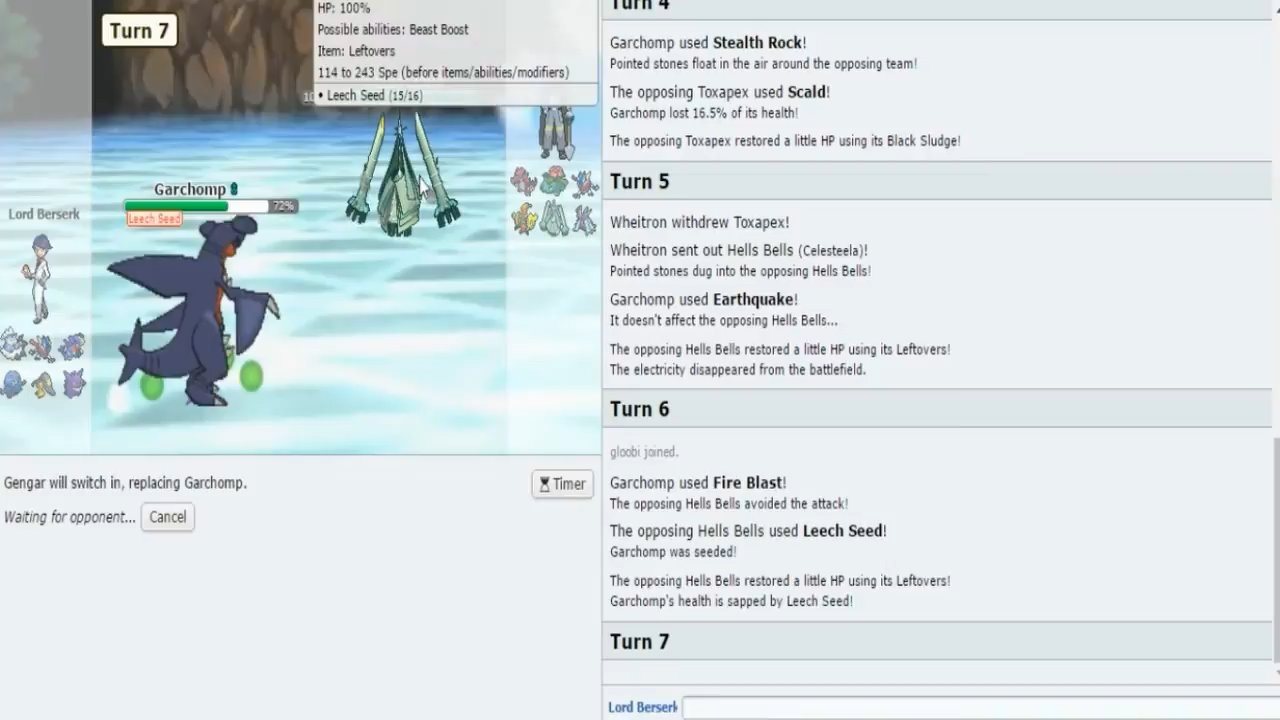 Turn 7
HP: 100%
Possible abilities: Beast Boost
Item: Leftovers
114 to 243 Spe (before items/abilities/modifiers)
• Leech Seed (15/16)
Garchomp
72%
Leech Seed
Lord Berserk
Gengar will switch in, replacing Garchomp.
Timer
Waiting for opponent... Cancel
Turn 4
Garchomp used Stealth Rock!
Pointed stones float in the air around the opposing team!
The opposing Toxapex used Scald!
Garchomp lost 16.5% of its health!
The opposing Toxapex restored a little HP using its Black Sludge!
Turn 5
Wheitron withdrew Toxapex!
Wheitron sent out Hells Bells (Celesteela)!
Pointed stones dug into the opposing Hells Bells!
Garchomp used Earthquake!
It doesn't affect the opposing Hells Bells...
The opposing Hells Bells restored a little HP using its Leftovers!
The electricity disappeared from the battlefield.
Turn 6
gloobi joined.
Garchomp used Fire Blast!
The opposing Hells Bells avoided the attack!
The opposing Hells Bells used Leech Seed!
Garchomp was seeded!
The opposing Hells Bells restored a little HP using its Leftovers!
Garchomp's health is sapped by Leech Seed!
Turn 7
Lord Berserk